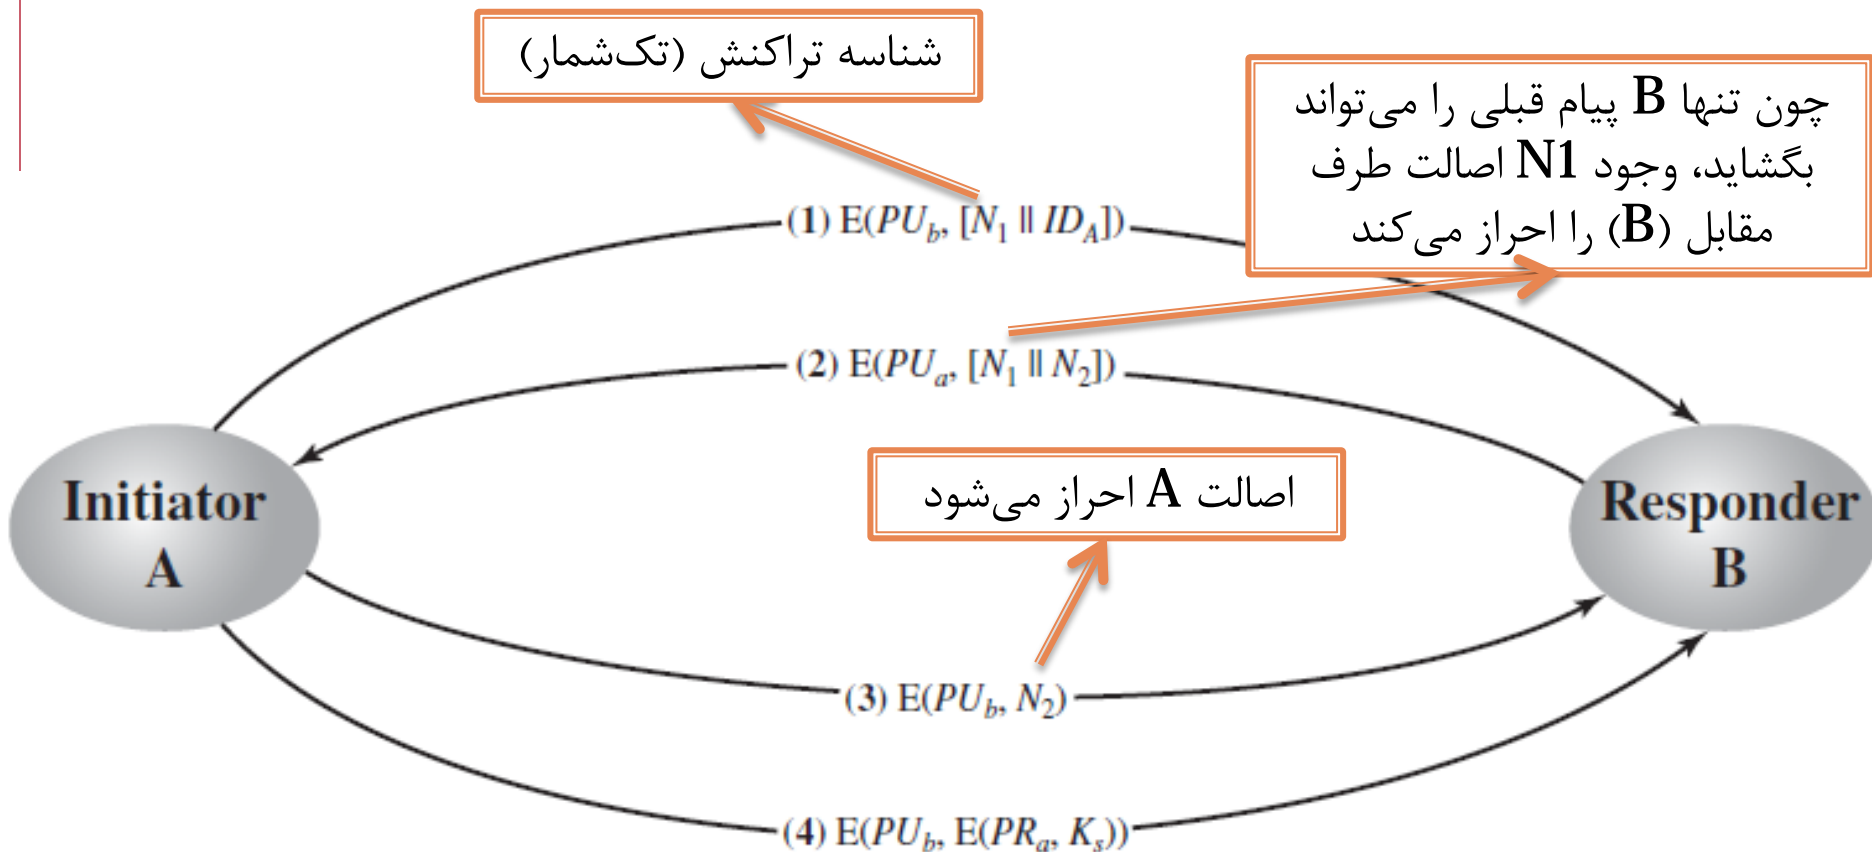 شناسه تراکنش (تک‌شمار)
چون تنها B پیام قبلی را می‌تواند
بگشاید، وجود N1 اصالت طرف
مقابل (B) را احراز می‌کند
(1) E(PU_b, [N_1 || ID_A])
(2) E(PU_a, [N_1 || N_2])
اصالت A احراز می‌شود
Initiator
A
Responder
B
(3) E(PU_b, N_2)
(4) E(PU_b, E(PR_a, K_s))